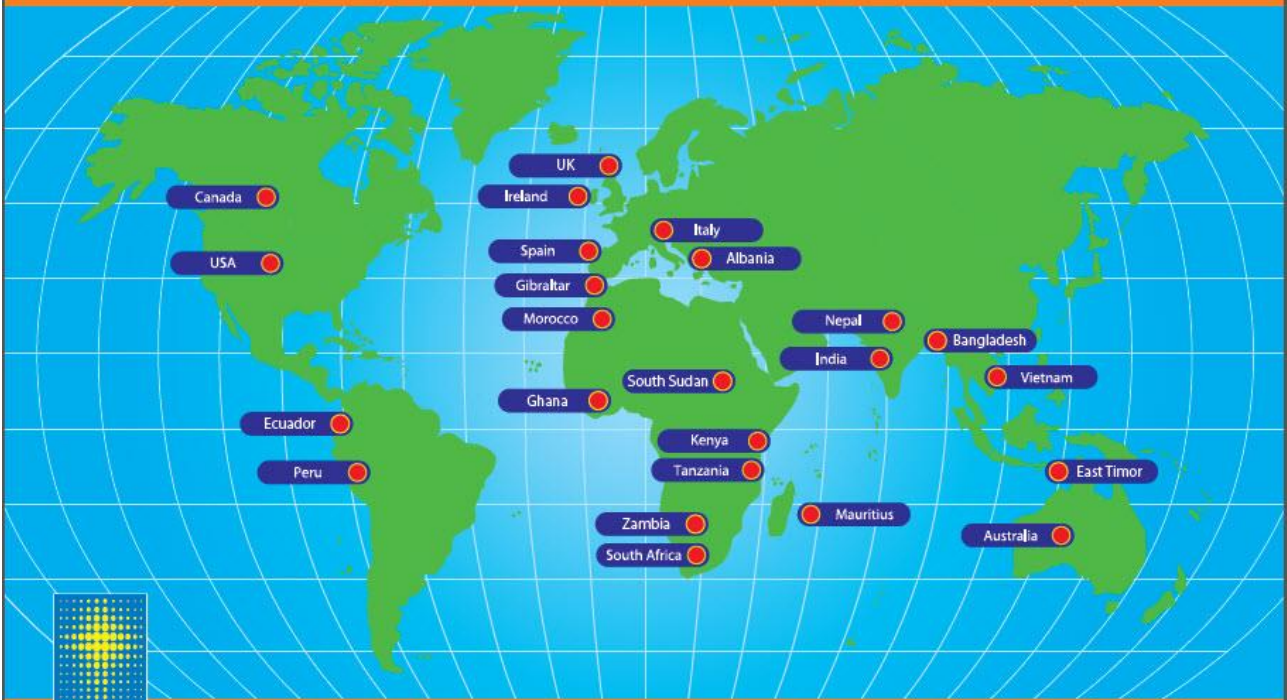 UK
Canada
Ireland
Italy
Spain
Albania
USA
Gibraltar
Morocco
Nepal
Bangladesh
India
Vietnam
South Sudan
Ghana
Ecuador
Kenya
Peru
Tanzania
East Timor
Mauritius
Zambia
Australia
South Africa